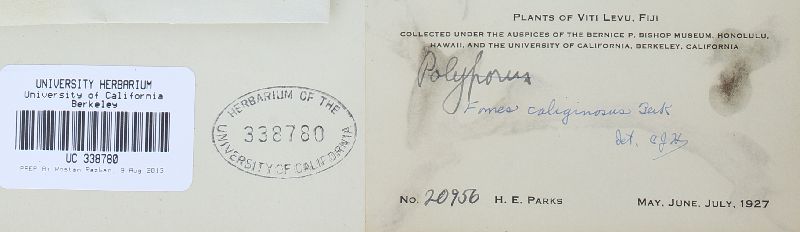 UNIVERSITY HERBARIUM
University of California
Berkeley
UC 338780
HERBARIUM OF THE
338780
UNIVERSITY OF CALIFORNIA
PLANTS OF VITI LEVU, FIJI
COLLECTED UNDER THE AUSPICES OF THE BERNICE P. BISHOP MUSEUM, HONOLULU,
HAWAII, AND THE UNIVERSITY OF CALIFORNIA, BERKELEY, CALIFORNIA
Polyporus
Fomes caliginosus Berk
Det.
No. 20956 H. E. PARKS MAY, JUNE, JULY, 1927